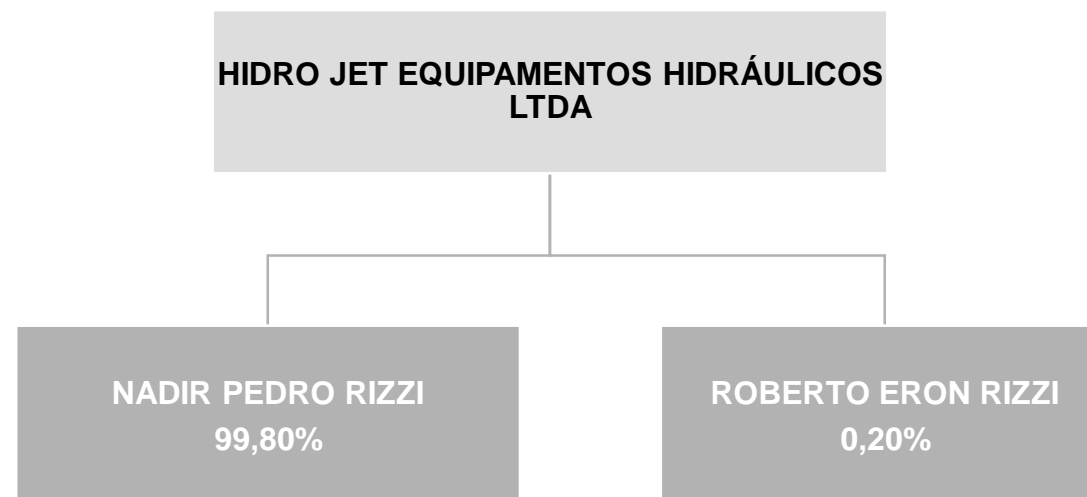 HIDRO JET EQUIPAMENTOS HIDRÁULICOS
LTDA
NADIR PEDRO RIZZI
99,80%
ROBERTO ERON RIZZI
0,20%